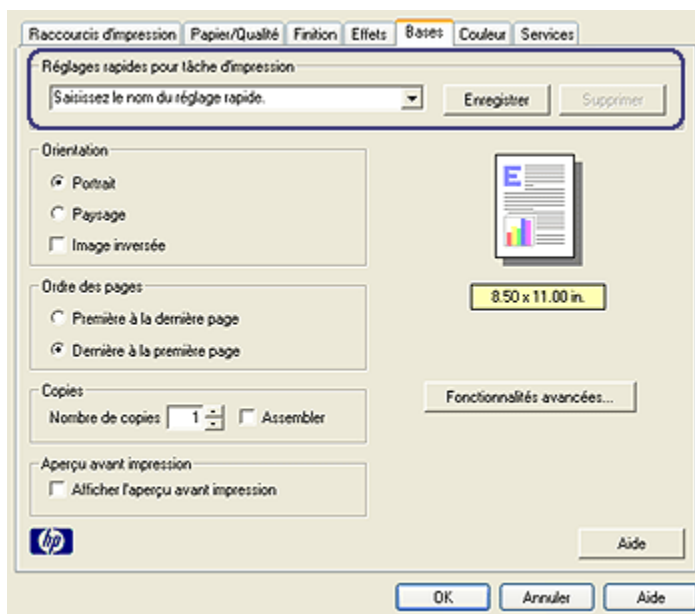 Raccourcis d'impression Papier/Qualité Finition Effets Bases Couleur Services
Réglages rapides pour tâche d'impression
Saisissez le nom du réglage rapide. Enregistrer Supprimer
Orientation
Portrait
Paysage
Image inversée
E
8.50 x 11.00 in.
Ordre des pages
Première à la dernière page
Dernière à la première page
Copies
Nombre de copies 1 Assembler
Fonctionnalités avancées...
Aperçu avant impression
Afficher l'aperçu avant impression
hp Aide
OK Annuler Aide